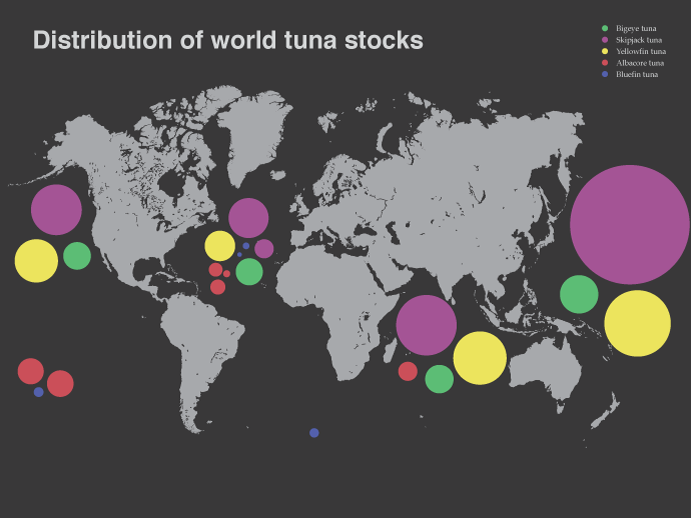 Distribution of world tuna stocks
Bigeye tuna
Skipjack tuna
Yellowfin tuna
Albacore tuna
Bluefin tuna